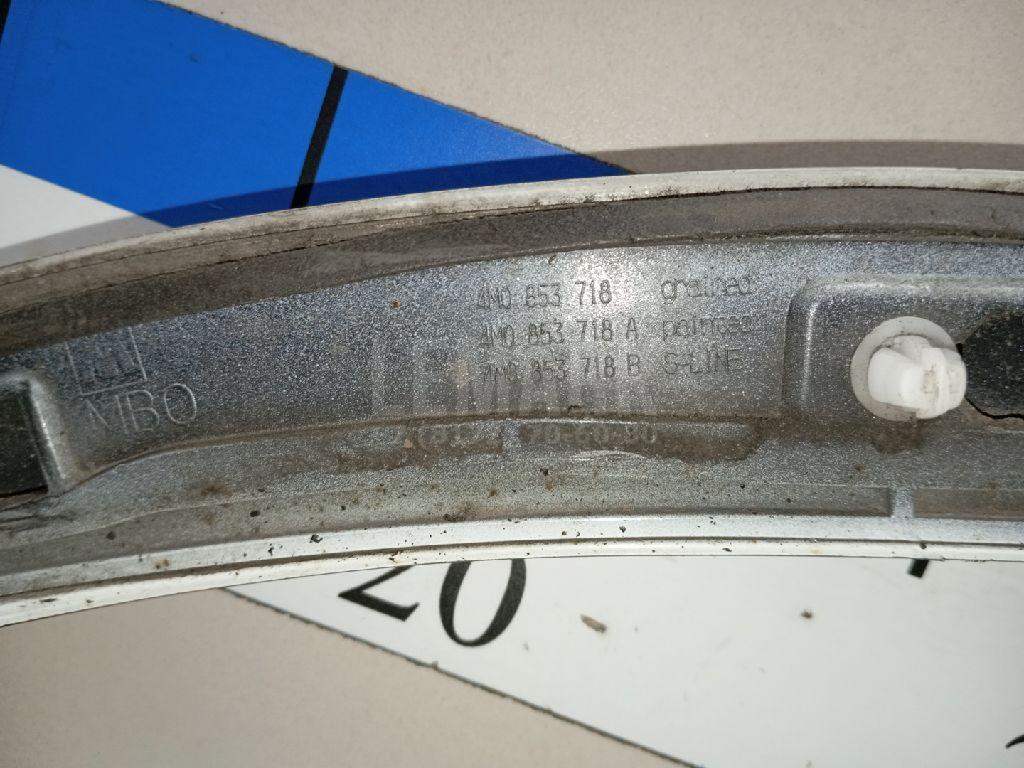 4M0 853 718 grained
4M0 853 718 A painted
4M0 853 718 B S-LINE
MBO
20